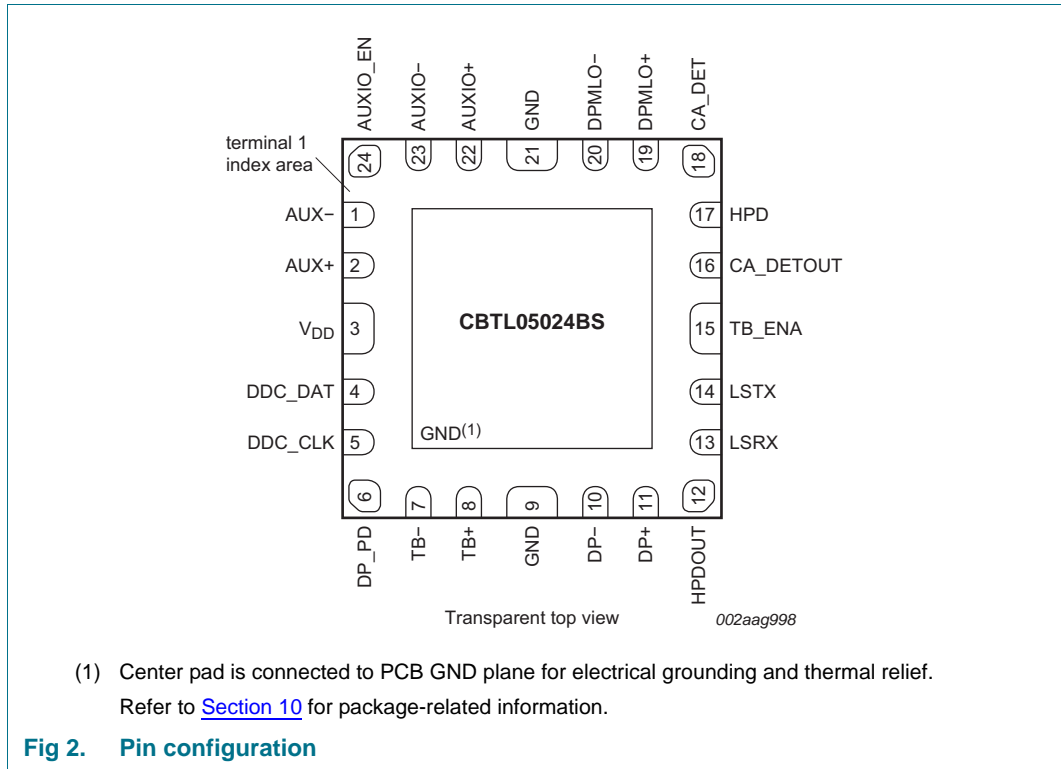 AUXIO_EN
AUXIO−
AUXIO+
GND
DPMLO−
DPMLO+
CA_DET
terminal 1
index area
24
23
22
21
20
19
18
AUX− 1
17 HPD
AUX+ 2
16 CA_DETOUT
VDD 3
CBTL05024BS
15 TB_ENA
DDC_DAT 4
14 LSTX
DDC_CLK 5
GND(1)
13 LSRX
6
7
8
9
10
11
12
DP_PD
TB−
TB+
GND
DP−
DP+
HPDOUT
Transparent top view
002aag998
(1) Center pad is connected to PCB GND plane for electrical grounding and thermal relief.
Refer to Section 10 for package-related information.
Fig 2. Pin configuration